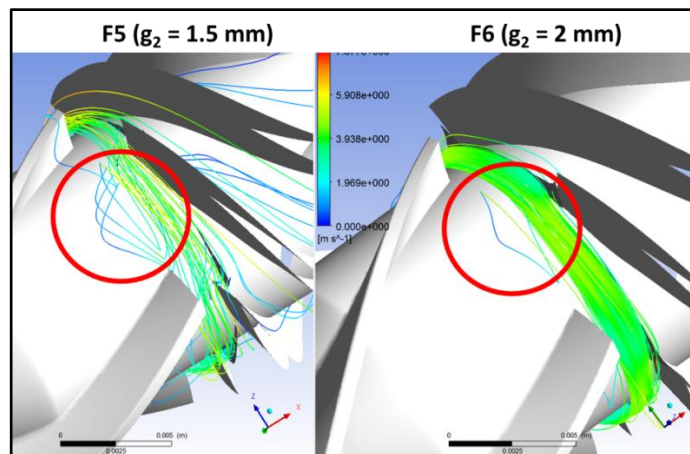 F5 (g₂ = 1.5 mm)
F6 (g₂ = 2 mm)
5.908e+000
3.938e+000
1.969e+000
0.000e+000
[m s^-1]
0 0.005 (m)
0.0025
0 0.005 (m)
0.0025
z x